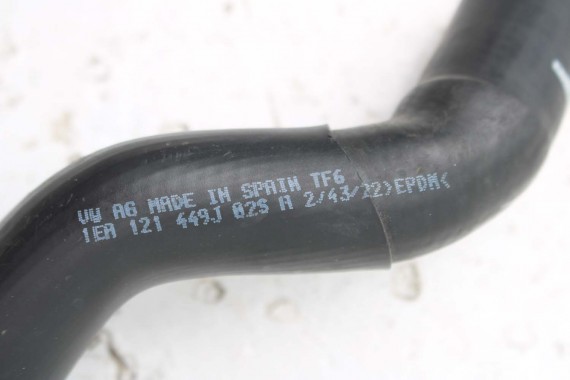 VW AG MADE IN SPAIN TF6
1EA 121 449J 02S A 2/43/22>EPDM<